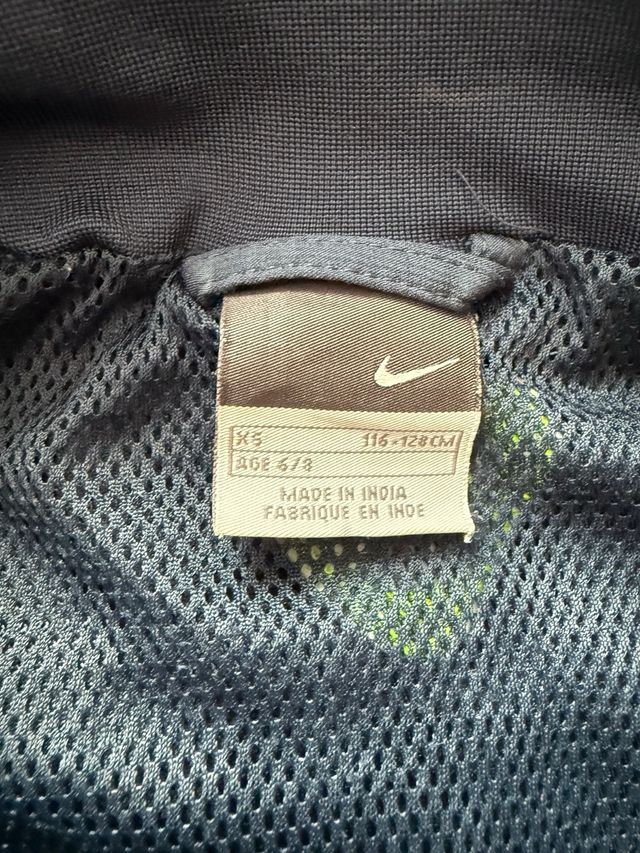 XS 116-128CM
AGE 6/8
MADE IN INDIA
FABRIQUE EN INDE